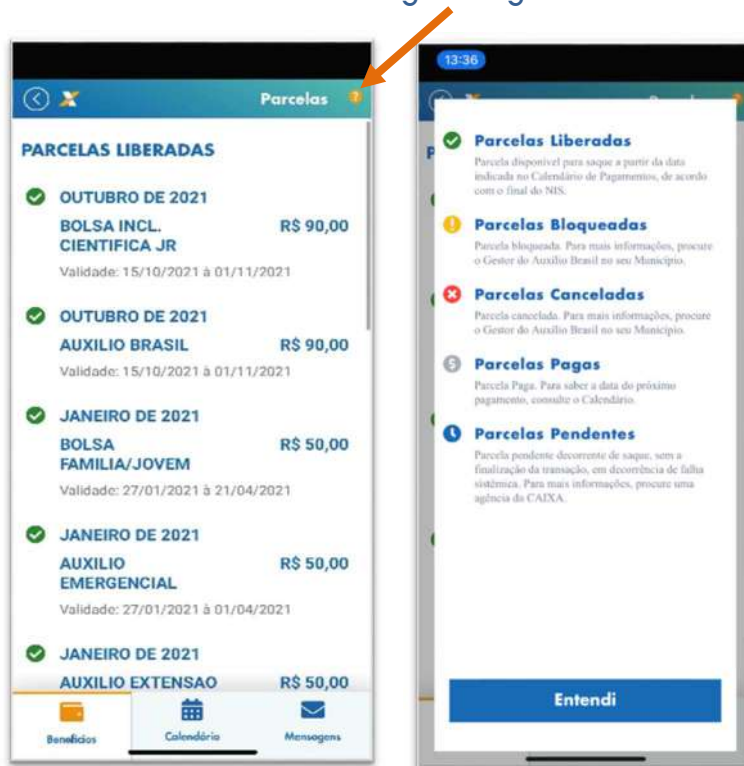 Parcelas
PARCELAS LIBERADAS
OUTUBRO DE 2021
BOLSA INCL. CIENTIFICA JR R$ 90,00
Validade: 15/10/2021 à 01/11/2021
OUTUBRO DE 2021
AUXILIO BRASIL R$ 90,00
Validade: 15/10/2021 à 01/11/2021
JANEIRO DE 2021
BOLSA FAMILIA/JOVEM R$ 50,00
Validade: 27/01/2021 à 21/04/2021
JANEIRO DE 2021
AUXILIO EMERGENCIAL R$ 50,00
Validade: 27/01/2021 à 01/04/2021
JANEIRO DE 2021
AUXILIO EXTENSAO R$ 50,00
Benefícios Calendário Mensagens
13:36
Parcelas Liberadas
Parcela disponível para saque a partir da data
indicada no Calendário de Pagamentos, de acordo
com o final do NIS.
Parcelas Bloqueadas
Parcela bloqueada. Para mais informações, procure
o Gestor do Auxílio Brasil no seu Município.
Parcelas Canceladas
Parcela cancelada. Para mais informações, procure
o Gestor do Auxílio Brasil no seu Município.
Parcelas Pagas
Parcela Paga. Para saber a data do próximo
pagamento, consulte o Calendário.
Parcelas Pendentes
Parcela pendente decorrente de saque, sem a
finalização da transação, em decorrência de falha
sistêmica. Para mais informações, procure uma
agência da CAIXA.
Entendi